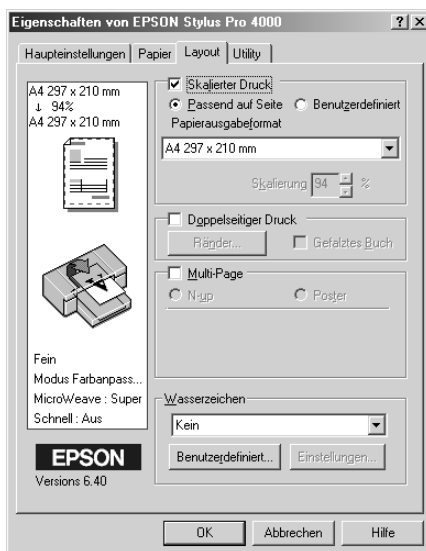 Eigenschaften von EPSON Stylus Pro 4000
Haupteinstellungen Papier Layout Utility
A4 297 x 210 mm
↓ 94%
A4 297 x 210 mm
Fein
Modus Farbanpass...
MicroWeave : Super
Schnell : Aus
EPSON
Versions 6.40
Skalierter Druck
Passend auf Seite Benutzerdefiniert
Papierausgabeformat
A4 297 x 210 mm
Skalierung 94 %
Doppelseitiger Druck
Ränder... Gefalztes Buch
Multi-Page
N-up Poster
Wasserzeichen
Kein
Benutzerdefiniert... Einstellungen...
OK Abbrechen Hilfe